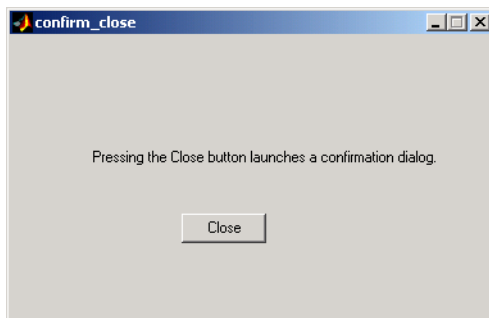 confirm_close
Pressing the Close button launches a confirmation dialog.
Close